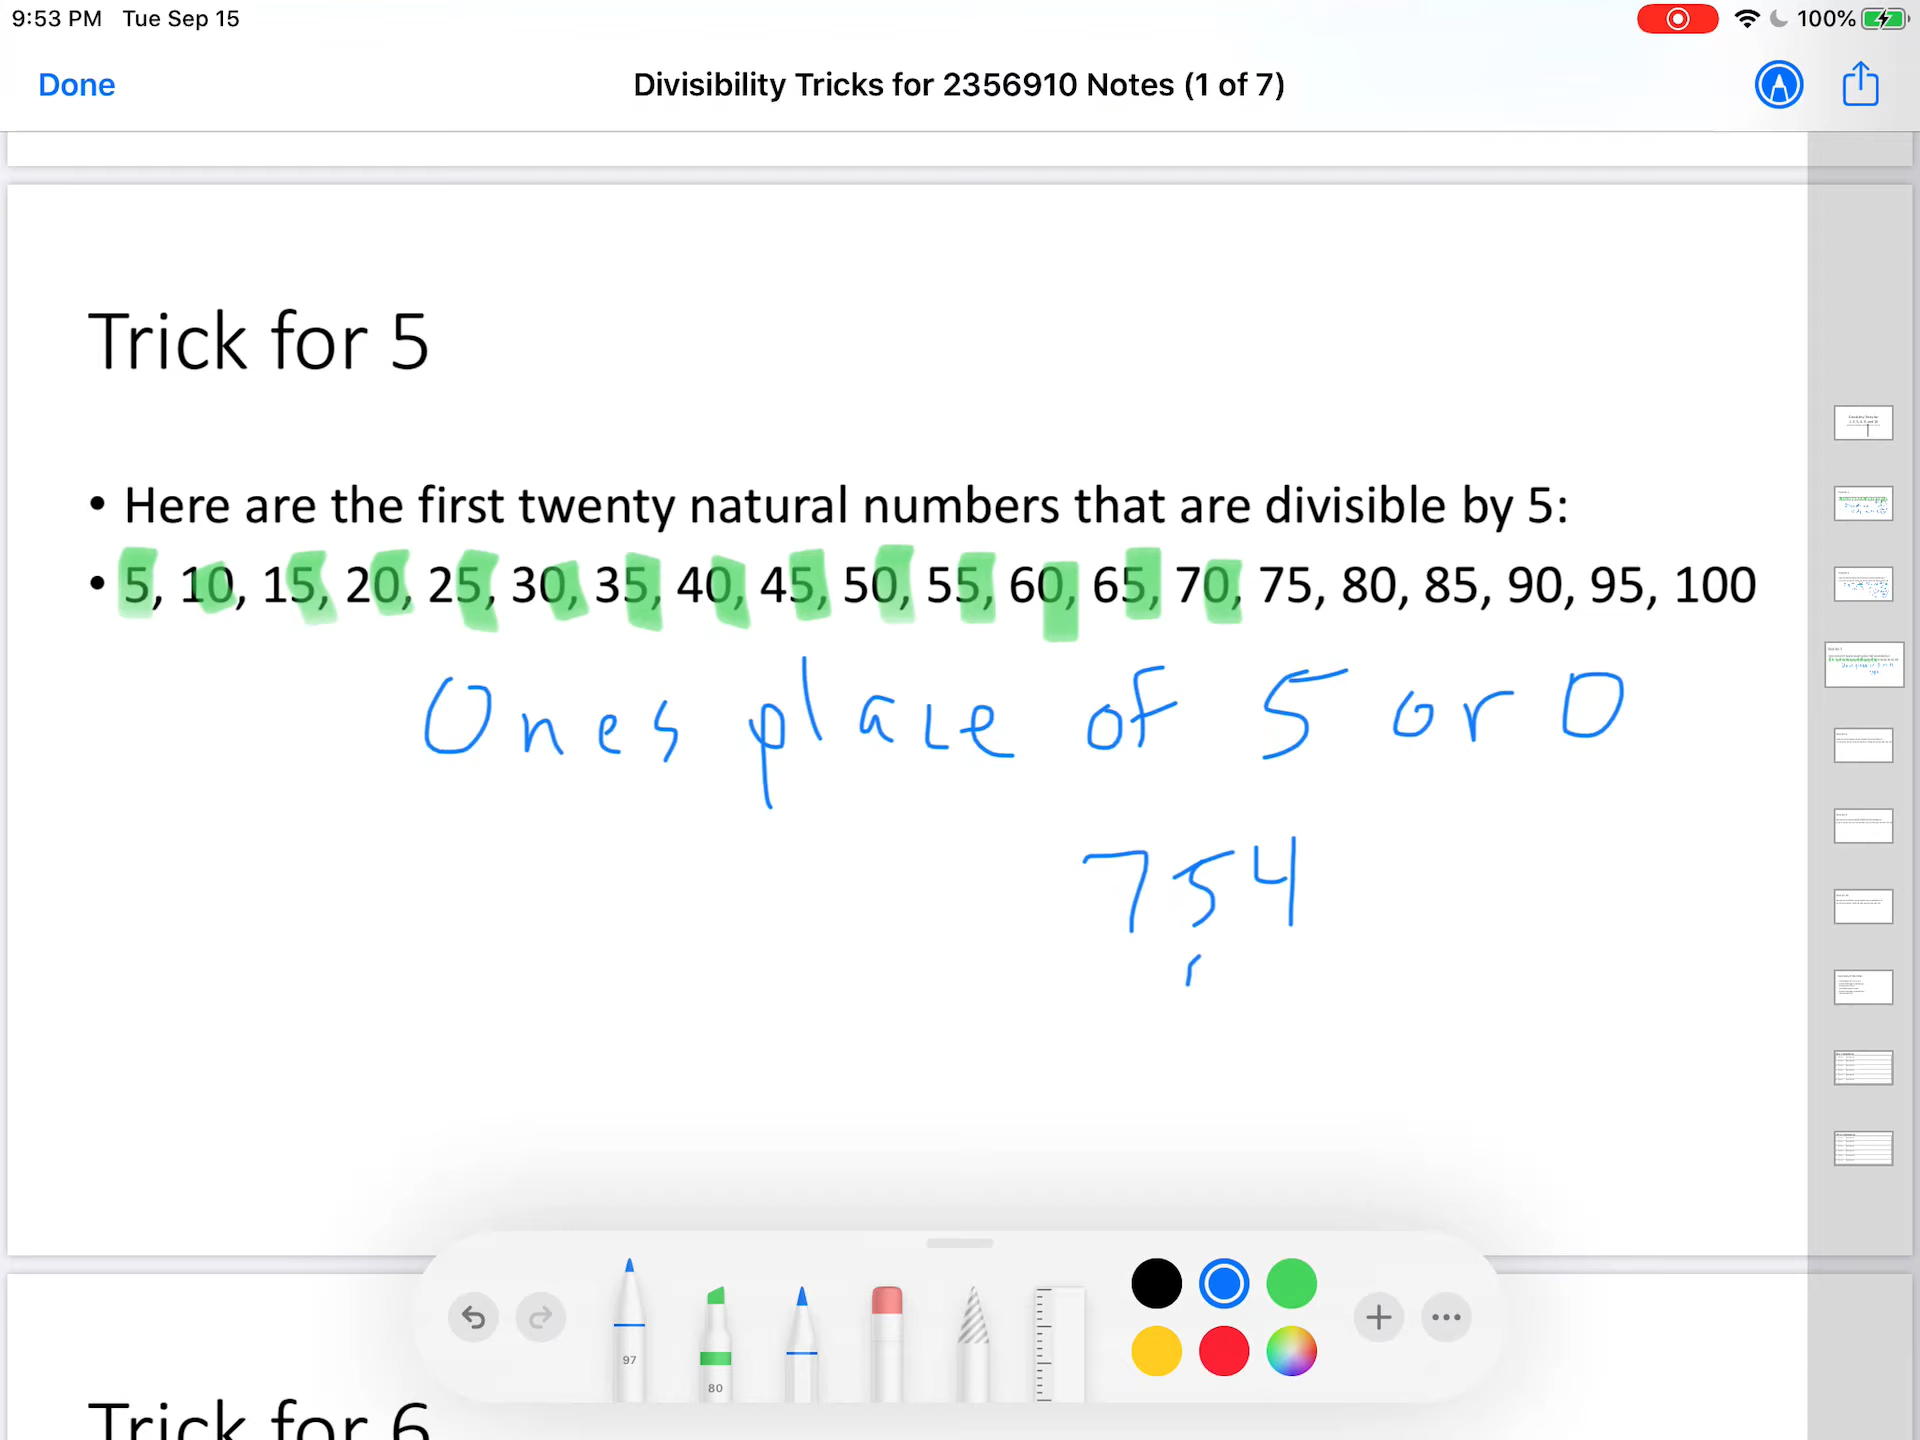 9:53 PM Tue Sep 15
100%
Done
Divisibility Tricks for 2356910 Notes (1 of 7)
Trick for 5
• Here are the first twenty natural numbers that are divisible by 5:
• 5, 10, 15, 20, 25, 30, 35, 40, 45, 50, 55, 60, 65, 70, 75, 80, 85, 90, 95, 100
Ones place of 5 or 0
754
97
80
Trick for 6